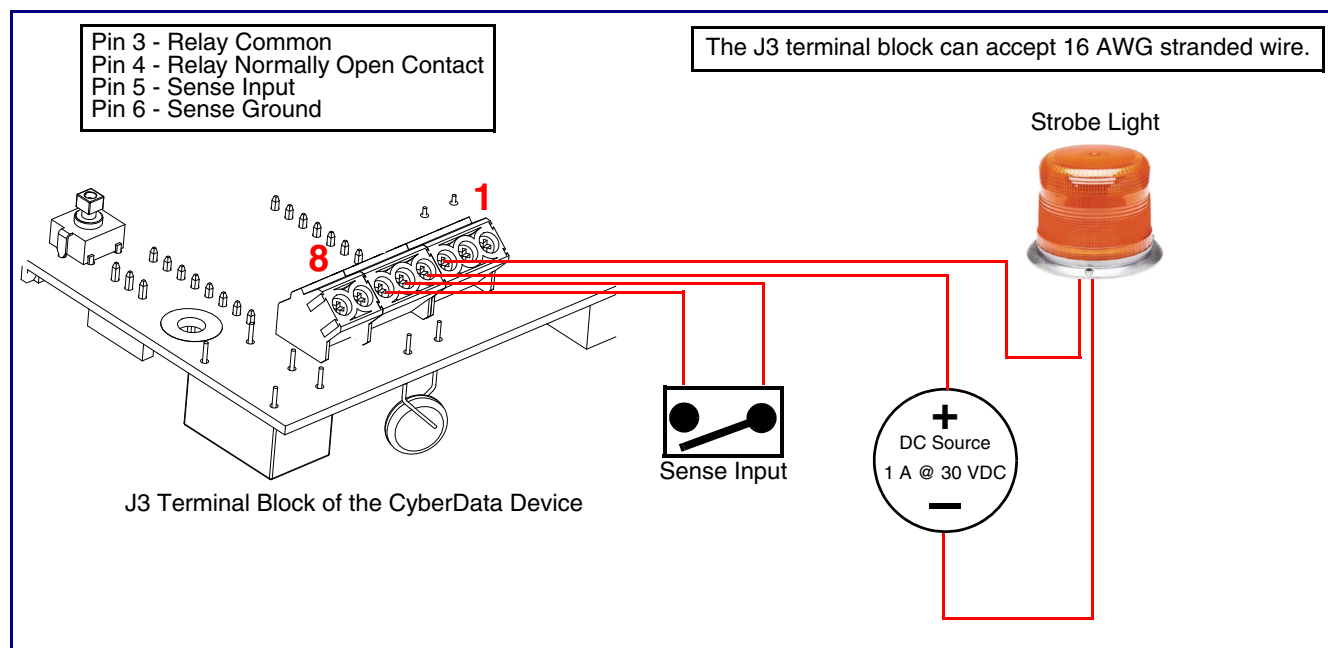 Pin 3 - Relay Common
Pin 4 - Relay Normally Open Contact
Pin 5 - Sense Input
Pin 6 - Sense Ground
The J3 terminal block can accept 16 AWG stranded wire.
Strobe Light
1
8
+
DC Source
1 A @ 30 VDC
—
Sense Input
J3 Terminal Block of the CyberData Device